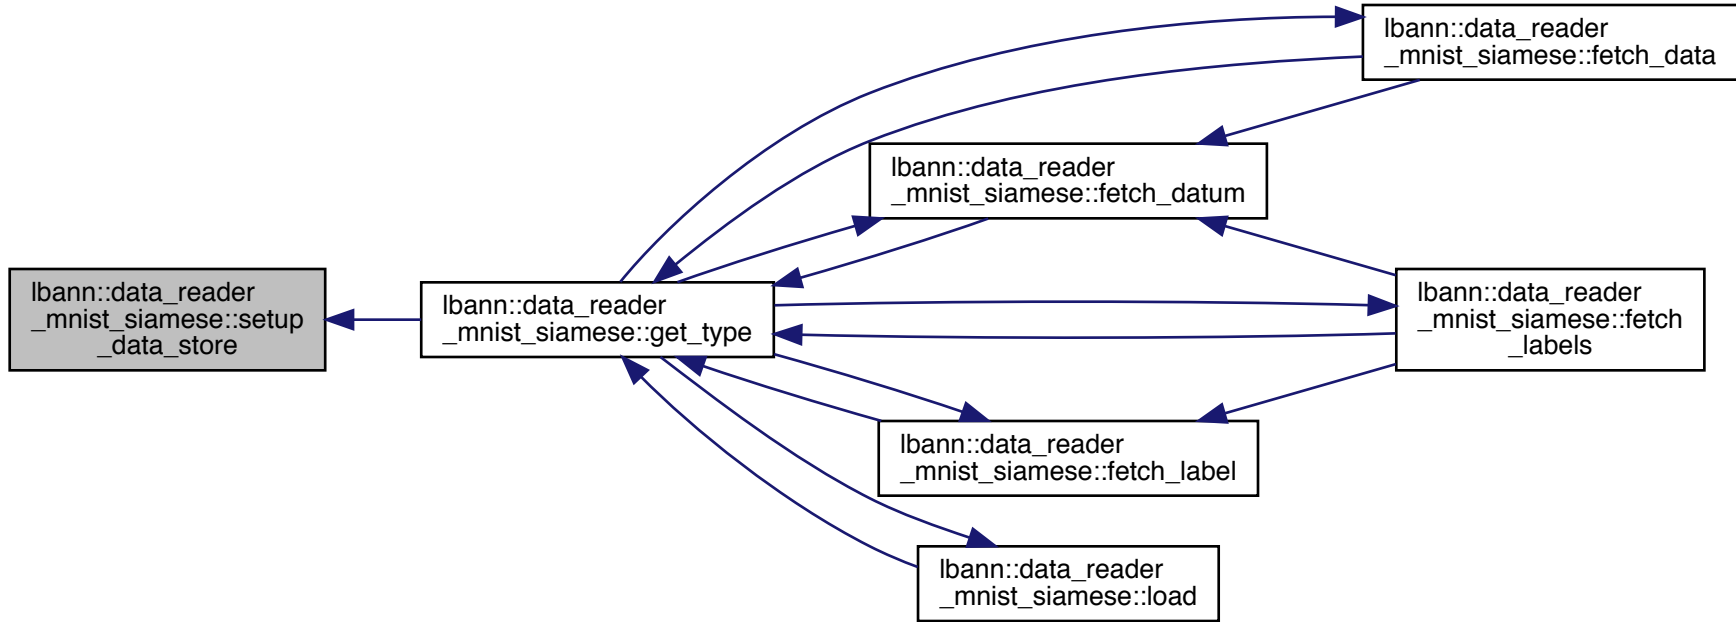 lbann::data_reader
_mnist_siamese::fetch_data
lbann::data_reader
_mnist_siamese::fetch_datum
lbann::data_reader
_mnist_siamese::setup
_data_store
lbann::data_reader
_mnist_siamese::get_type
lbann::data_reader
_mnist_siamese::fetch
_labels
lbann::data_reader
_mnist_siamese::fetch_label
lbann::data_reader
_mnist_siamese::load